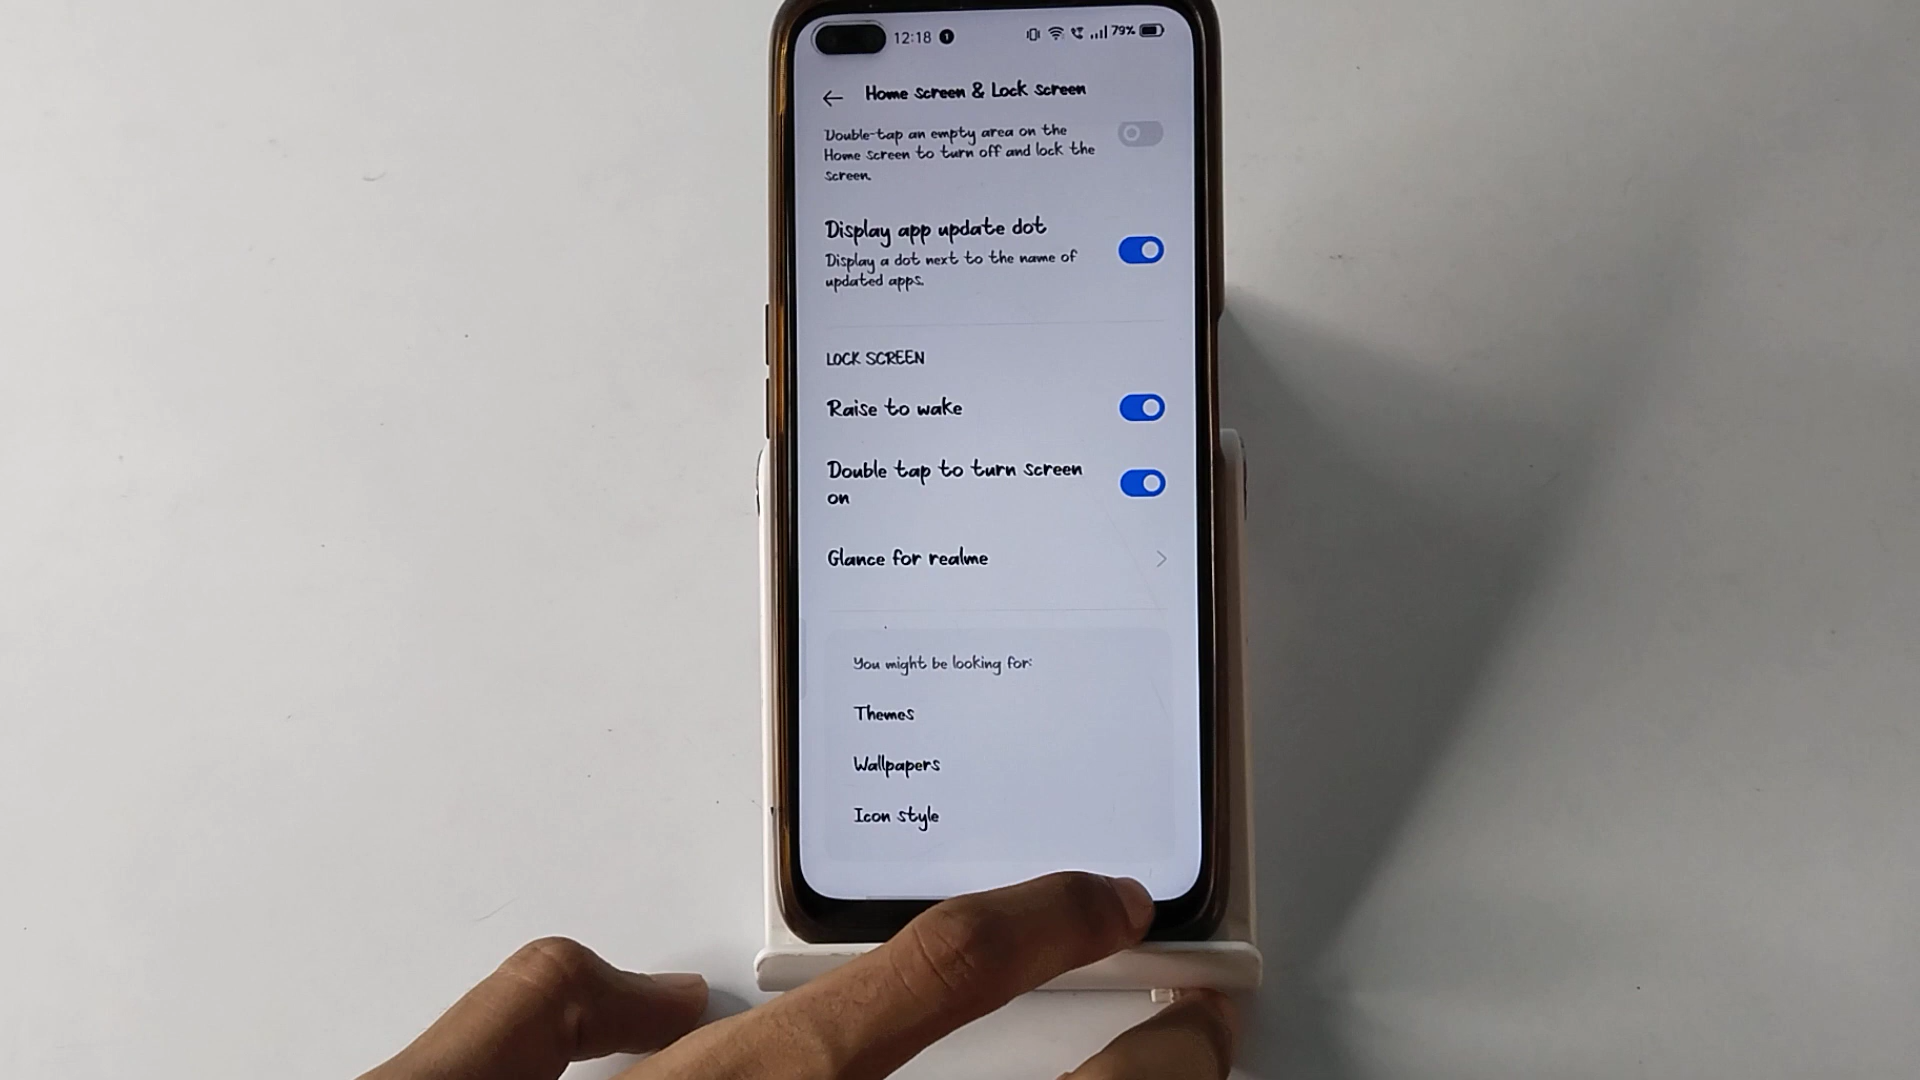 12:18 1 79%
Home screen & Lock screen
Double-tap an empty area on the
Home screen to turn off and lock the
screen.
Display app update dot
Display a dot next to the name of
updated apps.
LOCK SCREEN
Raise to wake
Double tap to turn screen
on
Glance for realme
You might be looking for:
Themes
Wallpapers
Icon style